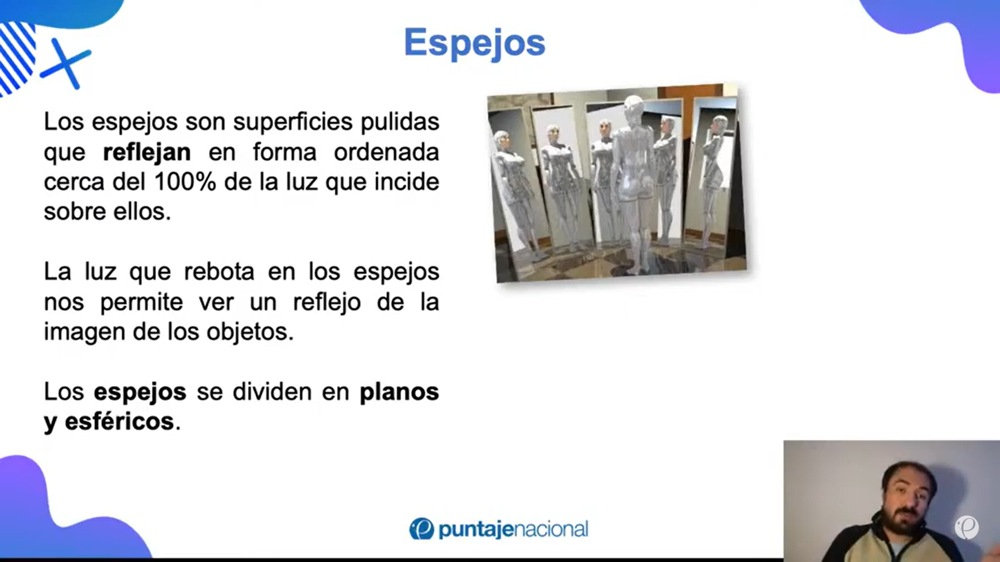 Espejos
Los espejos son superficies pulidas
que reflejan en forma ordenada
cerca del 100% de la luz que incide
sobre ellos.
La luz que rebota en los espejos
nos permite ver un reflejo de la
imagen de los objetos.
Los espejos se dividen en planos
y esféricos.
puntajenacional